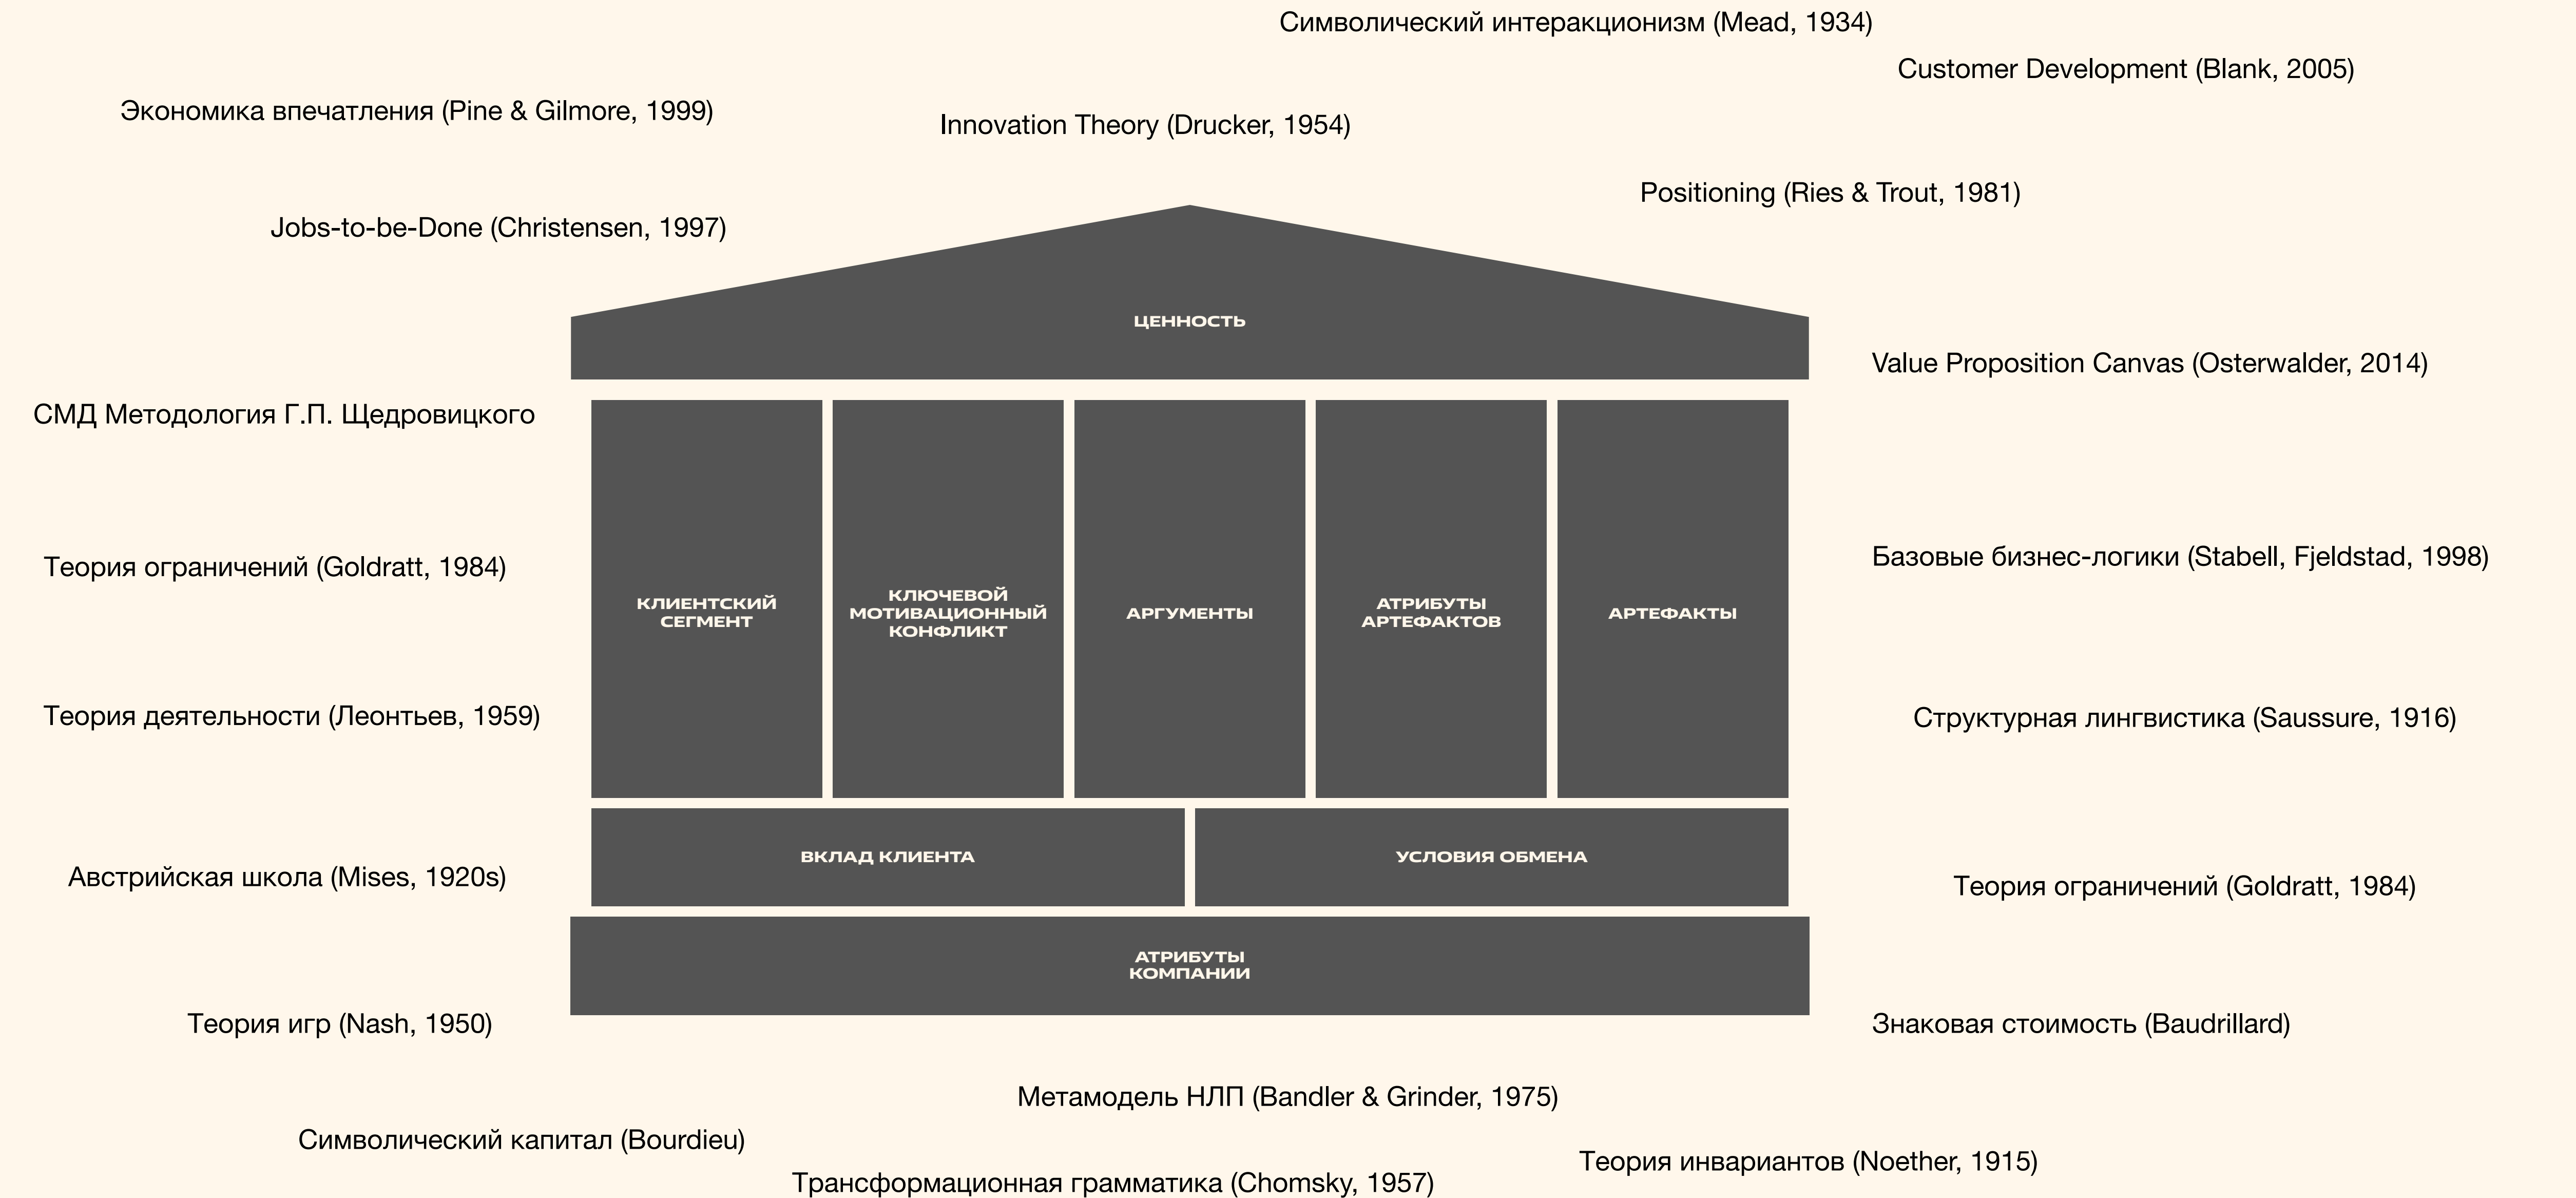 Символический интеракционизм (Mead, 1934)
Customer Development (Blank, 2005)
Экономика впечатления (Pine & Gilmore, 1999)
Innovation Theory (Drucker, 1954)
Positioning (Ries & Trout, 1981)
Jobs-to-be-Done (Christensen, 1997)
ЦЕННОСТЬ
Value Proposition Canvas (Osterwalder, 2014)
СМД Методология Г.П. Щедровицкого
Теория ограничений (Goldratt, 1984)
Базовые бизнес-логики (Stabell, Fjeldstad, 1998)
КЛИЕНТСКИЙ
СЕГМЕНТ
КЛЮЧЕВОЙ
МОТИВАЦИОННЫЙ
КОНФЛИКТ
АРГУМЕНТЫ
АТРИБУТЫ
АРТЕФАКТОВ
АРТЕФАКТЫ
Теория деятельности (Леонтьев, 1959)
Структурная лингвистика (Saussure, 1916)
ВКЛАД КЛИЕНТА
УСЛОВИЯ ОБМЕНА
Австрийская школа (Mises, 1920s)
Теория ограничений (Goldratt, 1984)
АТРИБУТЫ
КОМПАНИИ
Теория игр (Nash, 1950)
Знаковая стоимость (Baudrillard)
Метамодель НЛП (Bandler & Grinder, 1975)
Символический капитал (Bourdieu)
Теория инвариантов (Noether, 1915)
Трансформационная грамматика (Chomsky, 1957)